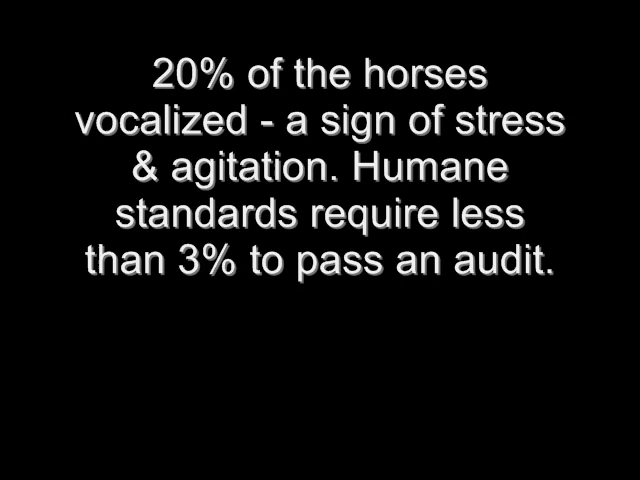 20% of the horses
vocalized - a sign of stress
& agitation. Humane
standards require less
than 3% to pass an audit.